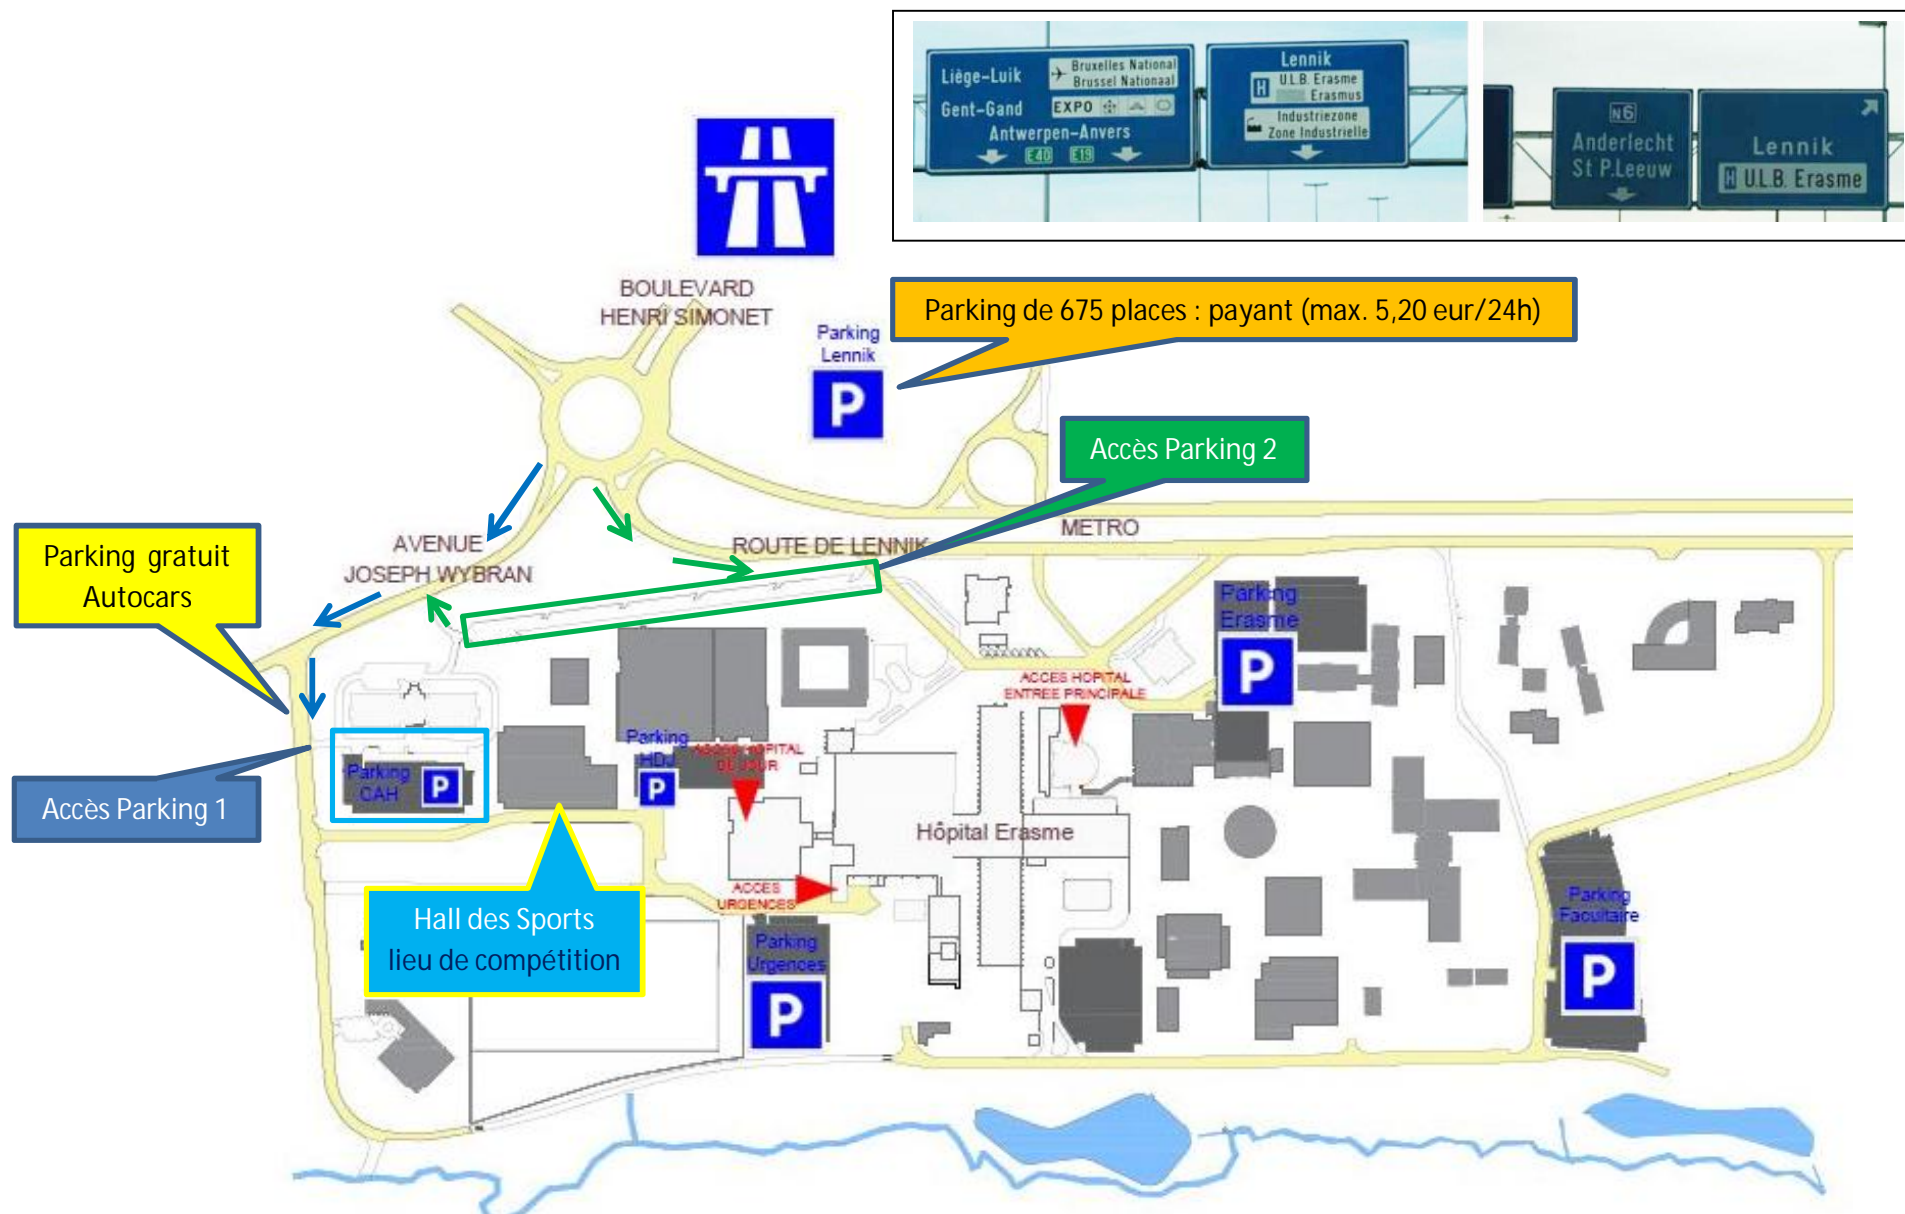 Liège-Luik
Bruxelles National
Brussel Nationaal
Gent-Gand
EXPO
Antwerpen-Anvers
E40 E19
Lennik
H U.L.B. Erasme
Erasmus
Industriezone
Zone Industrielle
N6
Anderlecht
St P.Leeuw
Lennik
H U.L.B. Erasme
BOULEVARD
HENRI SIMONET
Parking
Lennik
P
Parking de 675 places : payant (max. 5,20 eur/24h)
Accès Parking 2
METRO
ROUTE DE LENNIK
AVENUE
JOSEPH WYBRAN
Parking gratuit
Autocars
Accès Parking 1
Parking
CAH
P
Parking
HDJ
P
ACCES HOPITAL
DE JOUR
ACCES HOPITAL
ENTREE PRINCIPALE
Parking
Erasme
P
Hôpital Erasme
Hall des Sports
lieu de compétition
ACCES
URGENCES
Parking
Urgences
P
Parking
Facultaire
P